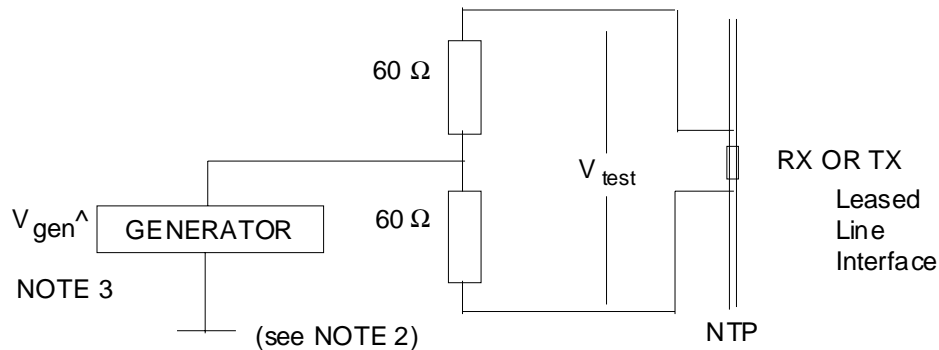 60 Ω
V test
RX OR TX
Leased
Line
Interface
60 Ω
V gen^
GENERATOR
NOTE 3
(see NOTE 2)
NTP